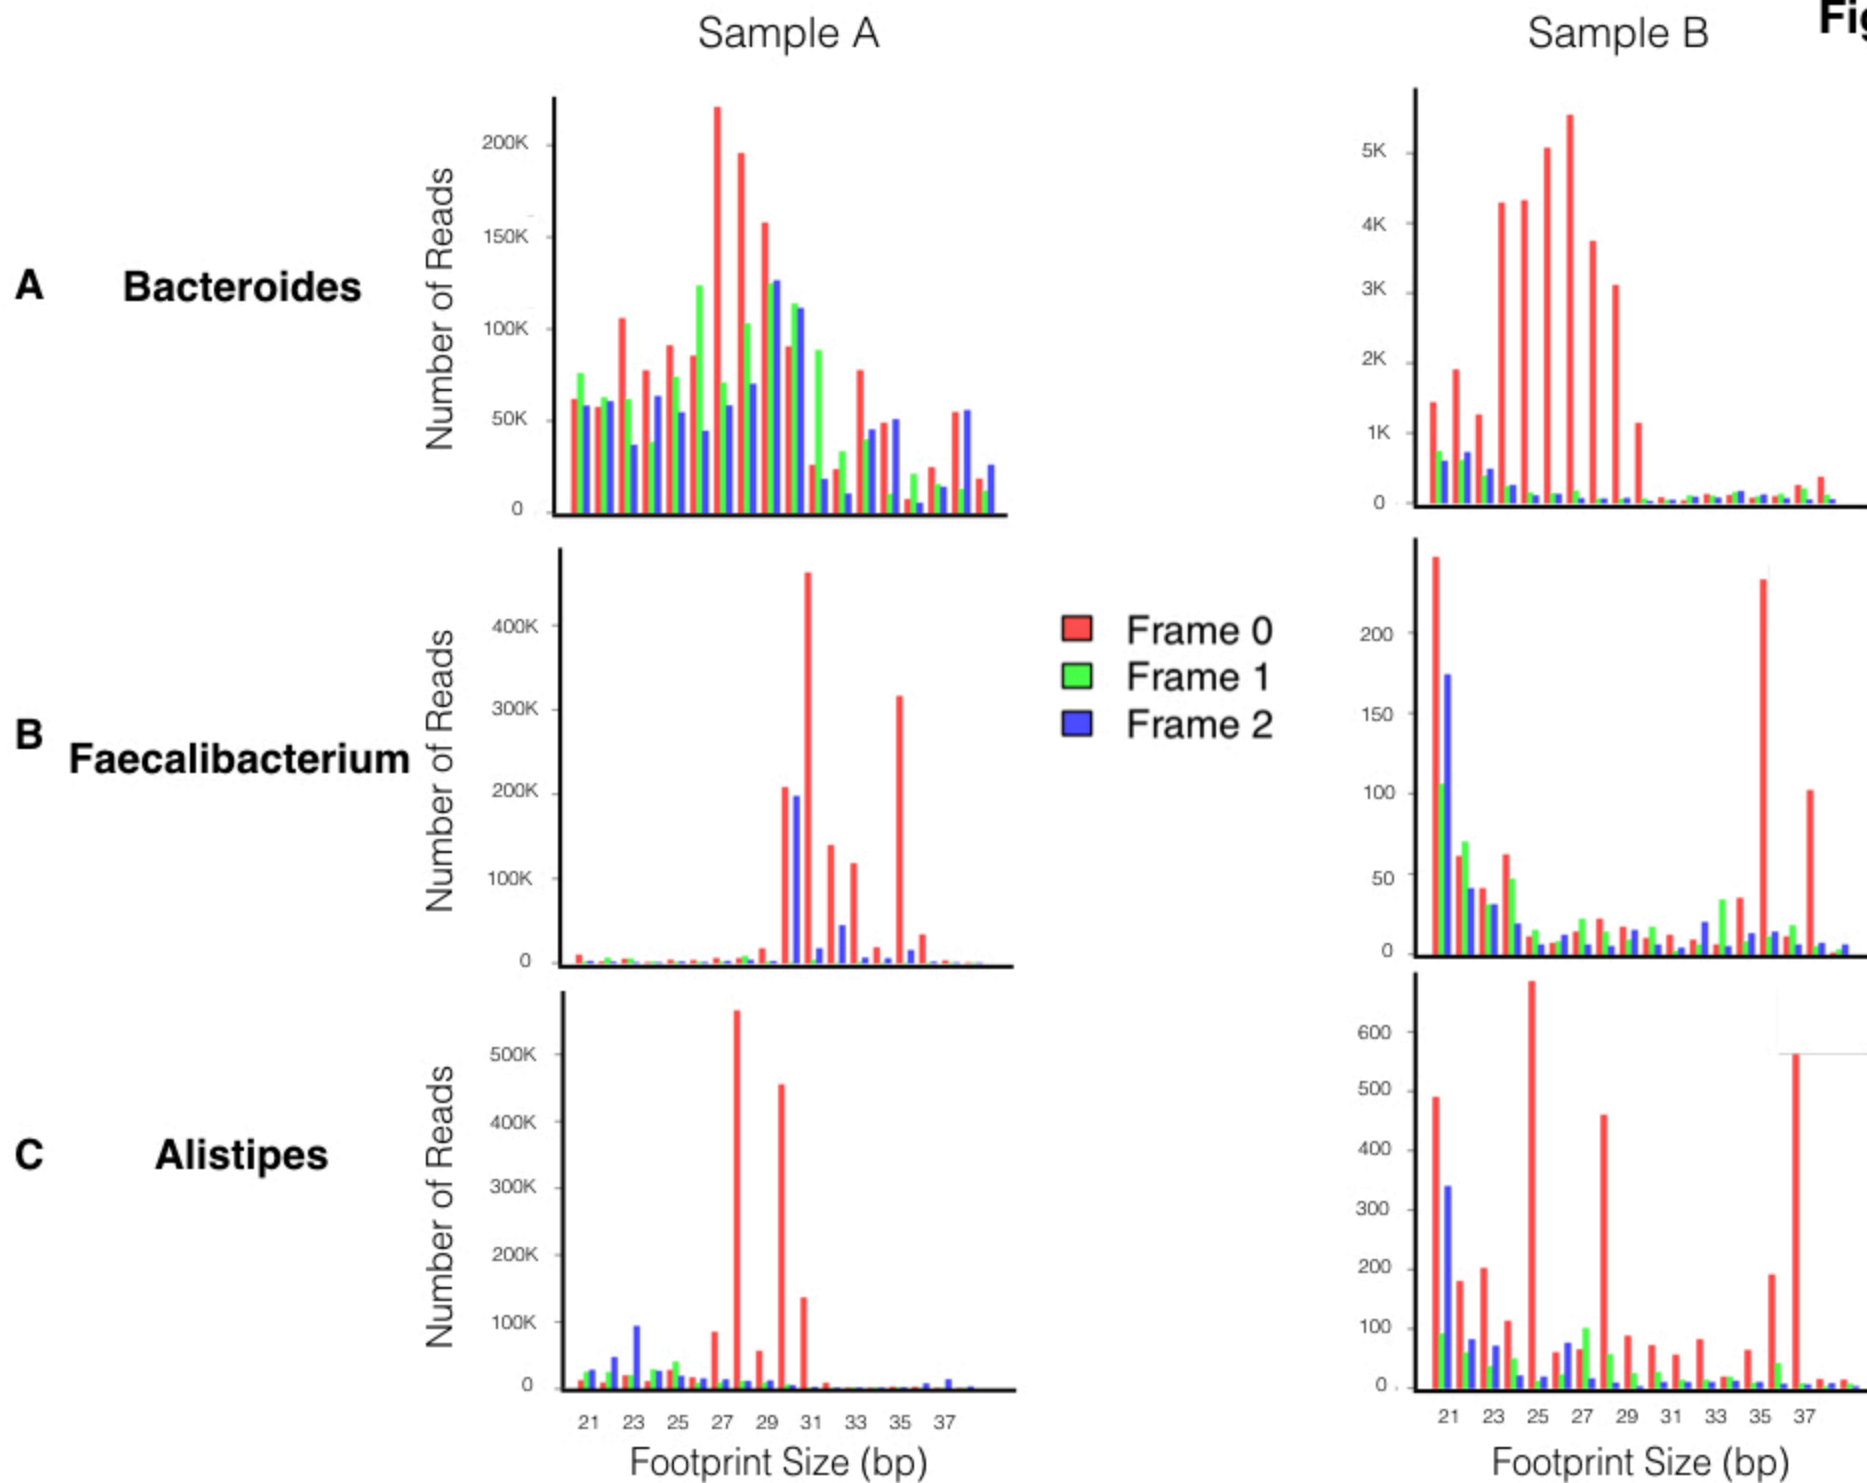 Sample A
Sample B
Fig
A Bacteroides
Number of Reads
200K
150K
100K
50K
0
5K
4K
3K
2K
1K
0
B Faecalibacterium
Number of Reads
400K
300K
200K
100K
0
Frame 0
Frame 1
Frame 2
200
150
100
50
0
C Alistipes
Number of Reads
500K
400K
300K
200K
100K
0
21 23 25 27 29 31 33 35 37
Footprint Size (bp)
600
500
400
300
200
100
0
21 23 25 27 29 31 33 35 37
Footprint Size (bp)